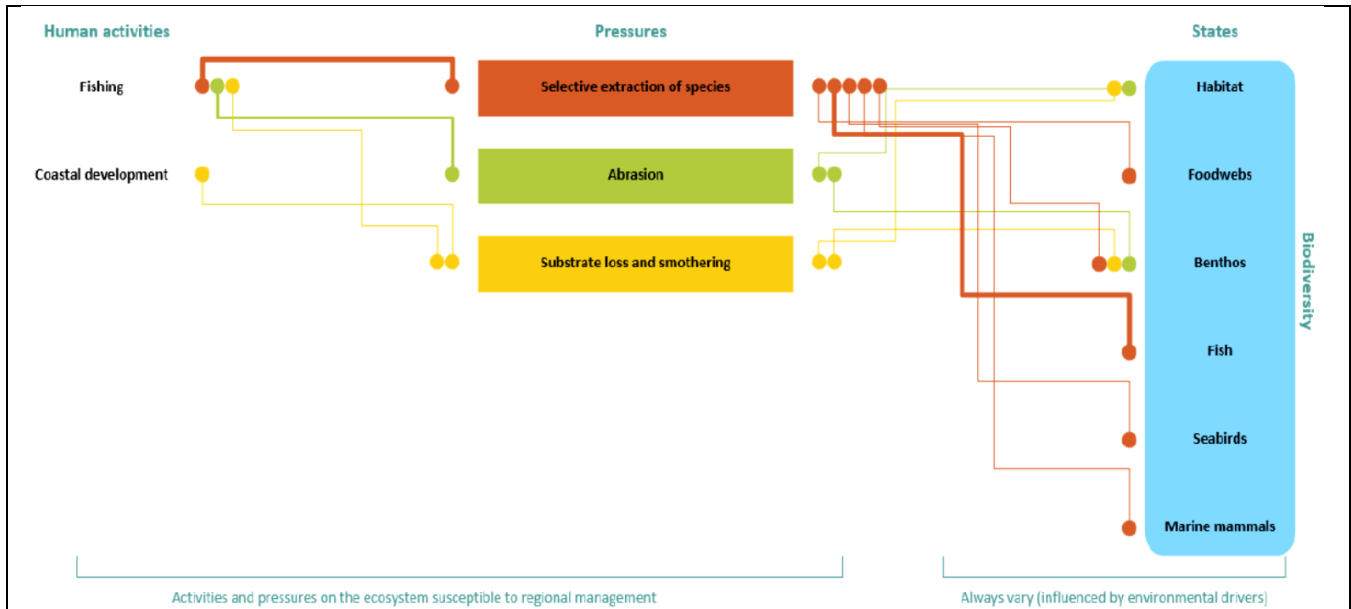 Human activities
Pressures
States
Fishing
Selective extraction of species
Habitat
Coastal development
Abrasion
Foodwebs
Substrate loss and smothering
Benthos
Biodiversity
Fish
Seabirds
Marine mammals
Activities and pressures on the ecosystem susceptible to regional management
Always vary (influenced by environmental drivers)